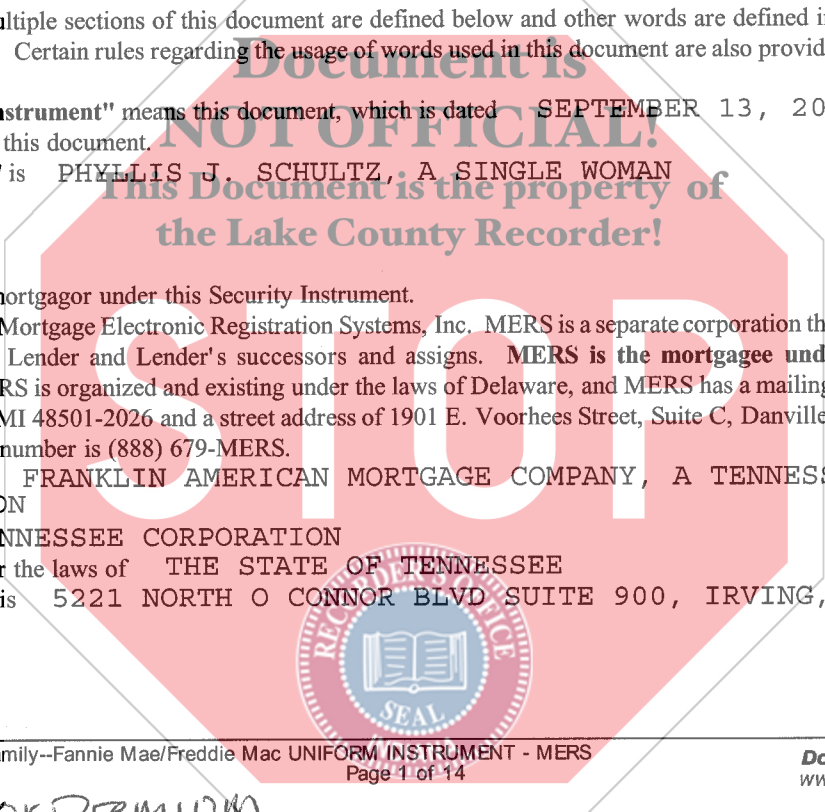 ultiple sections of this document are defined below and other words are defined i
Certain rules regarding the usage of words used in this document are also provid
Document is
nstrument" means this document, which is dated SEPTEMBER 13, 20
NOT OFFICIAL!
this document.
" is PHYLLIS J. SCHULTZ, A SINGLE WOMAN
This Document is the property of
the Lake County Recorder!
mortgagor under this Security Instrument.
Mortgage Electronic Registration Systems, Inc. MERS is a separate corporation th
Lender and Lender's successors and assigns. MERS is the mortgagee und
RS is organized and existing under the laws of Delaware, and MERS has a mailing
MI 48501-2026 and a street address of 1901 E. Voorhees Street, Suite C, Danville
number is (888) 679-MERS.
STOP
FRANKLIN AMERICAN MORTGAGE COMPANY, A TENNESS
ON
NNESSEE CORPORATION
r the laws of THE STATE OF TENNESSEE
is 5221 NORTH O CONNOR BLVD SUITE 900, IRVING,
RECORDER'S OFFICE
SEAL
mily--Fannie Mae/Freddie Mac UNIFORM INSTRUMENT - MERS
Page 1 of 14
Do
ww